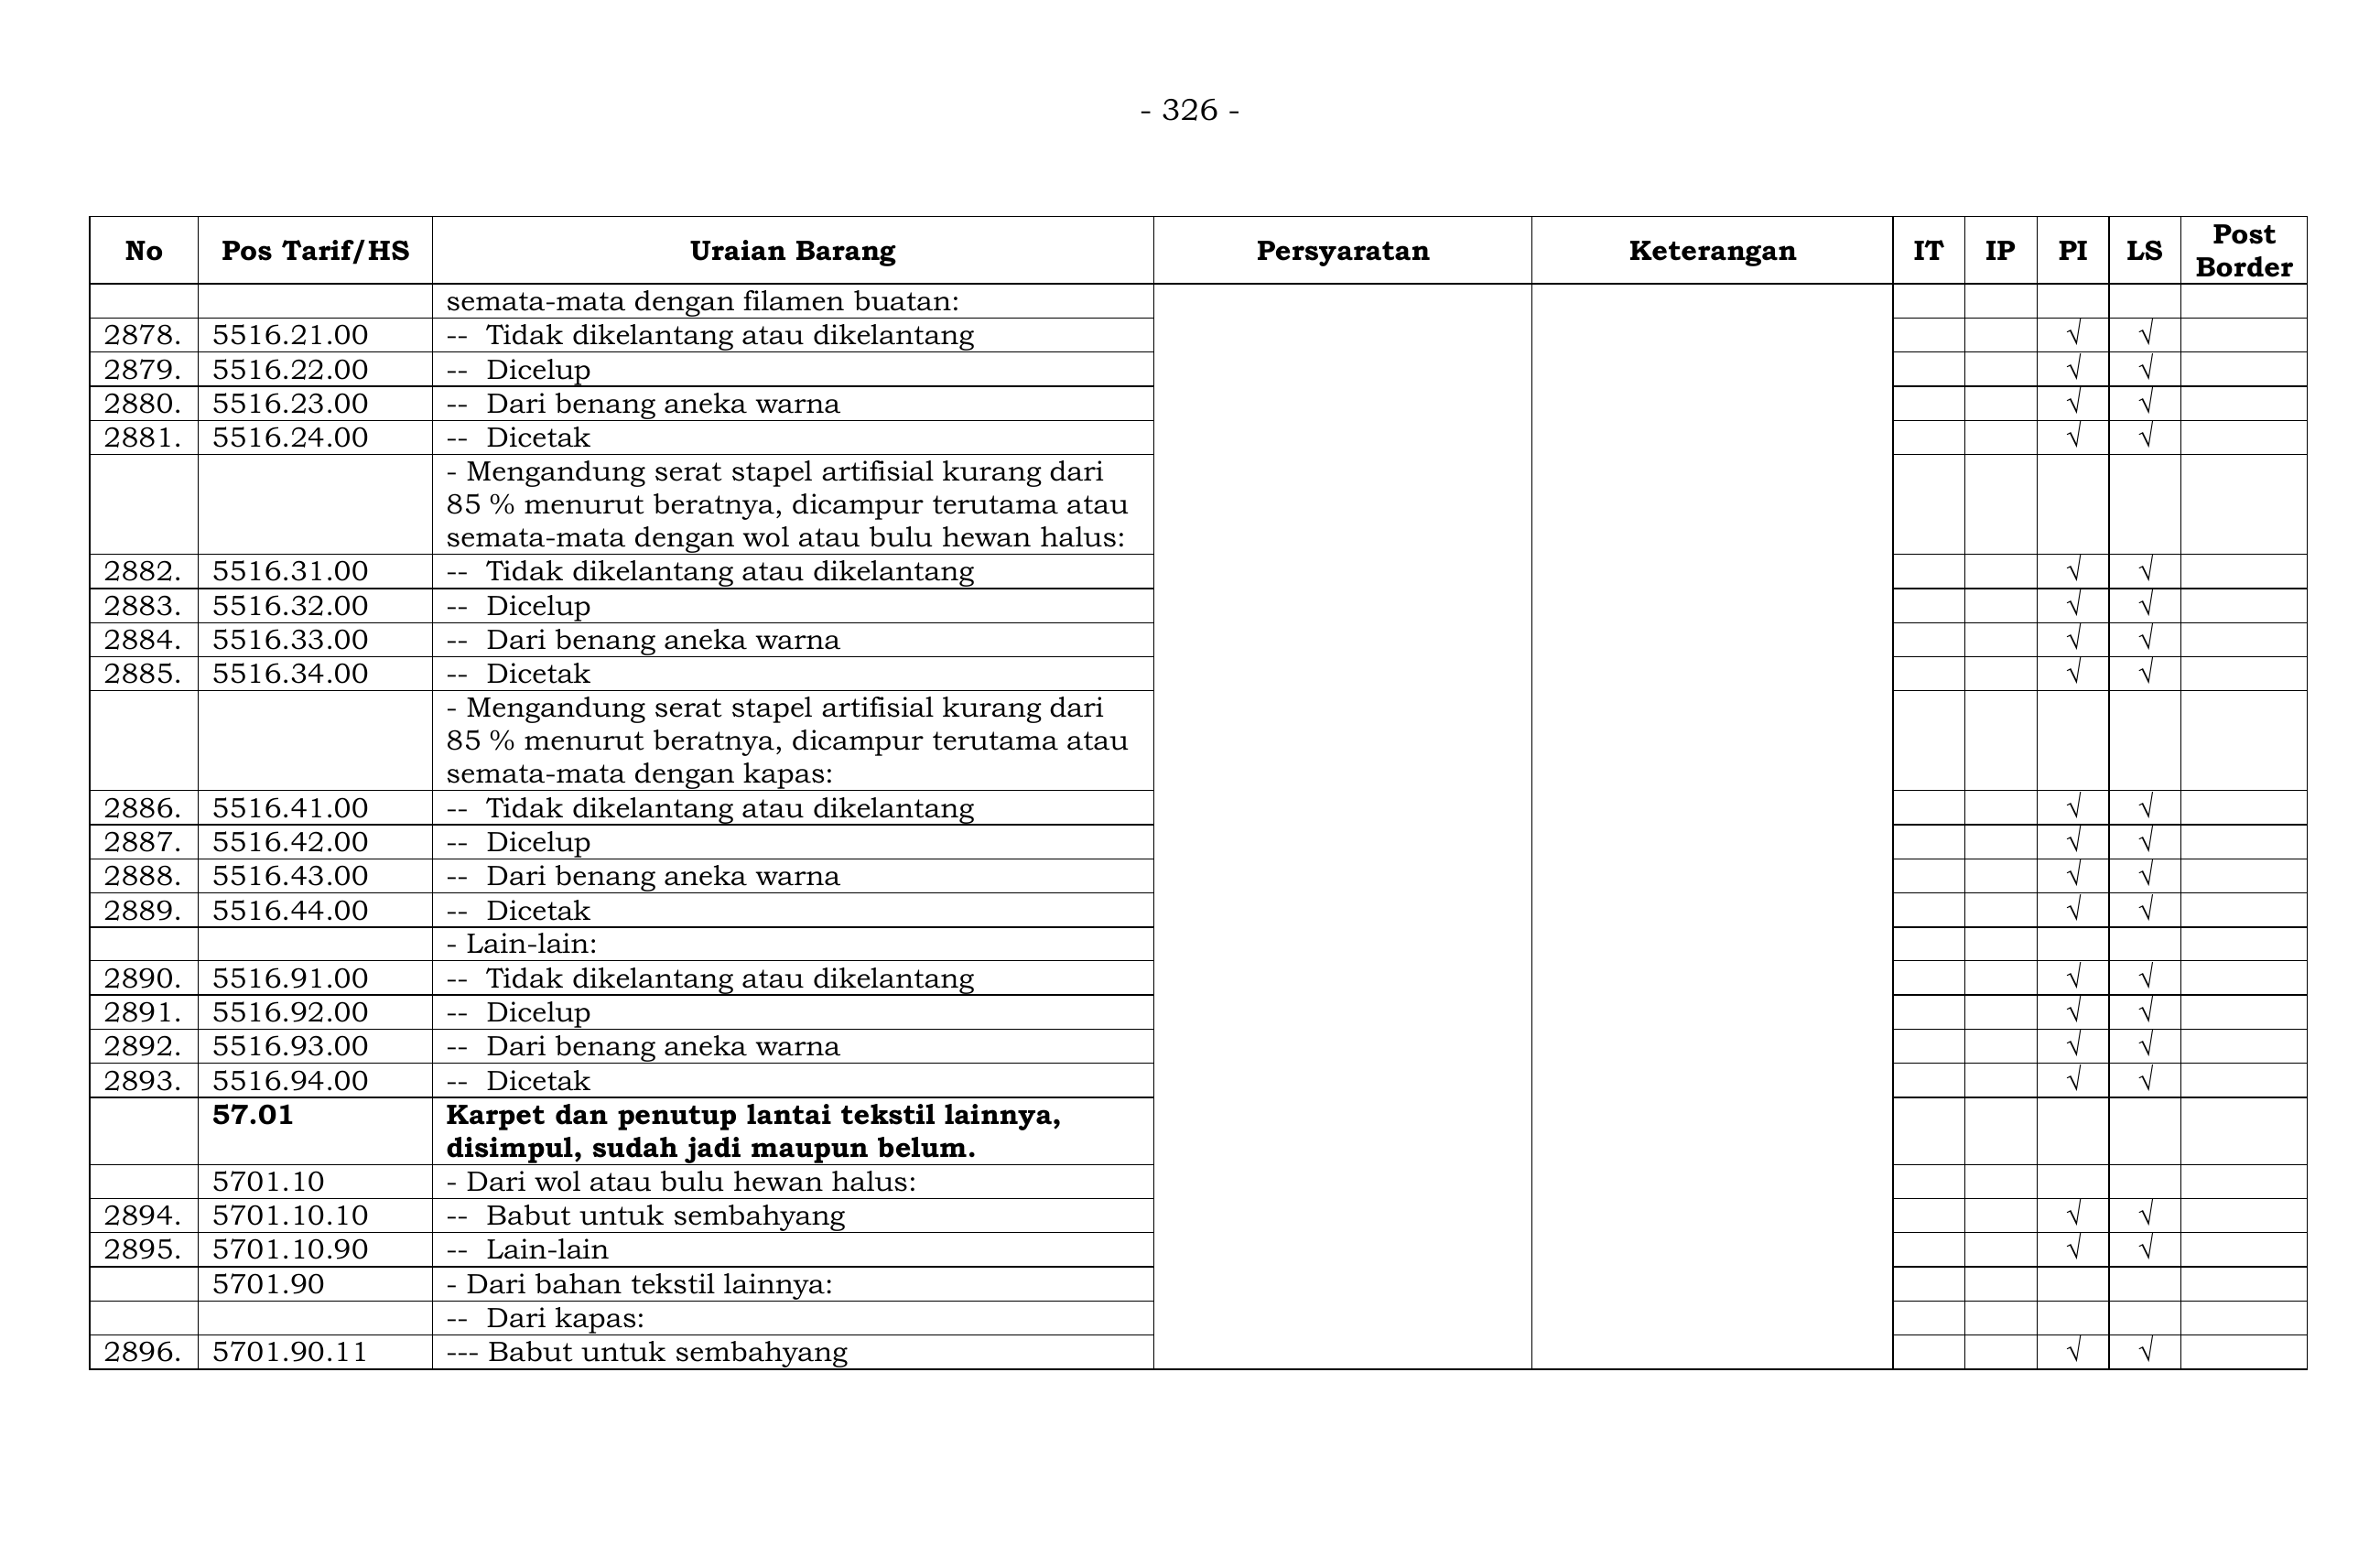 - 326 -
No Pos Tarif/HS Uraian Barang Persyaratan Keterangan IT IP PI LS Post Border
semata-mata dengan filamen buatan:
2878. 5516.21.00 -- Tidak dikelantang atau dikelantang √ √
2879. 5516.22.00 -- Dicelup √ √
2880. 5516.23.00 -- Dari benang aneka warna √ √
2881. 5516.24.00 -- Dicetak √ √
- Mengandung serat stapel artifisial kurang dari
85 % menurut beratnya, dicampur terutama atau
semata-mata dengan wol atau bulu hewan halus:
2882. 5516.31.00 -- Tidak dikelantang atau dikelantang √ √
2883. 5516.32.00 -- Dicelup √ √
2884. 5516.33.00 -- Dari benang aneka warna √ √
2885. 5516.34.00 -- Dicetak √ √
- Mengandung serat stapel artifisial kurang dari
85 % menurut beratnya, dicampur terutama atau
semata-mata dengan kapas:
2886. 5516.41.00 -- Tidak dikelantang atau dikelantang √ √
2887. 5516.42.00 -- Dicelup √ √
2888. 5516.43.00 -- Dari benang aneka warna √ √
2889. 5516.44.00 -- Dicetak √ √
- Lain-lain:
2890. 5516.91.00 -- Tidak dikelantang atau dikelantang √ √
2891. 5516.92.00 -- Dicelup √ √
2892. 5516.93.00 -- Dari benang aneka warna √ √
2893. 5516.94.00 -- Dicetak √ √
57.01 Karpet dan penutup lantai tekstil lainnya,
disimpul, sudah jadi maupun belum.
5701.10 - Dari wol atau bulu hewan halus:
2894. 5701.10.10 -- Babut untuk sembahyang √ √
2895. 5701.10.90 -- Lain-lain √ √
5701.90 - Dari bahan tekstil lainnya:
-- Dari kapas:
2896. 5701.90.11 --- Babut untuk sembahyang √ √